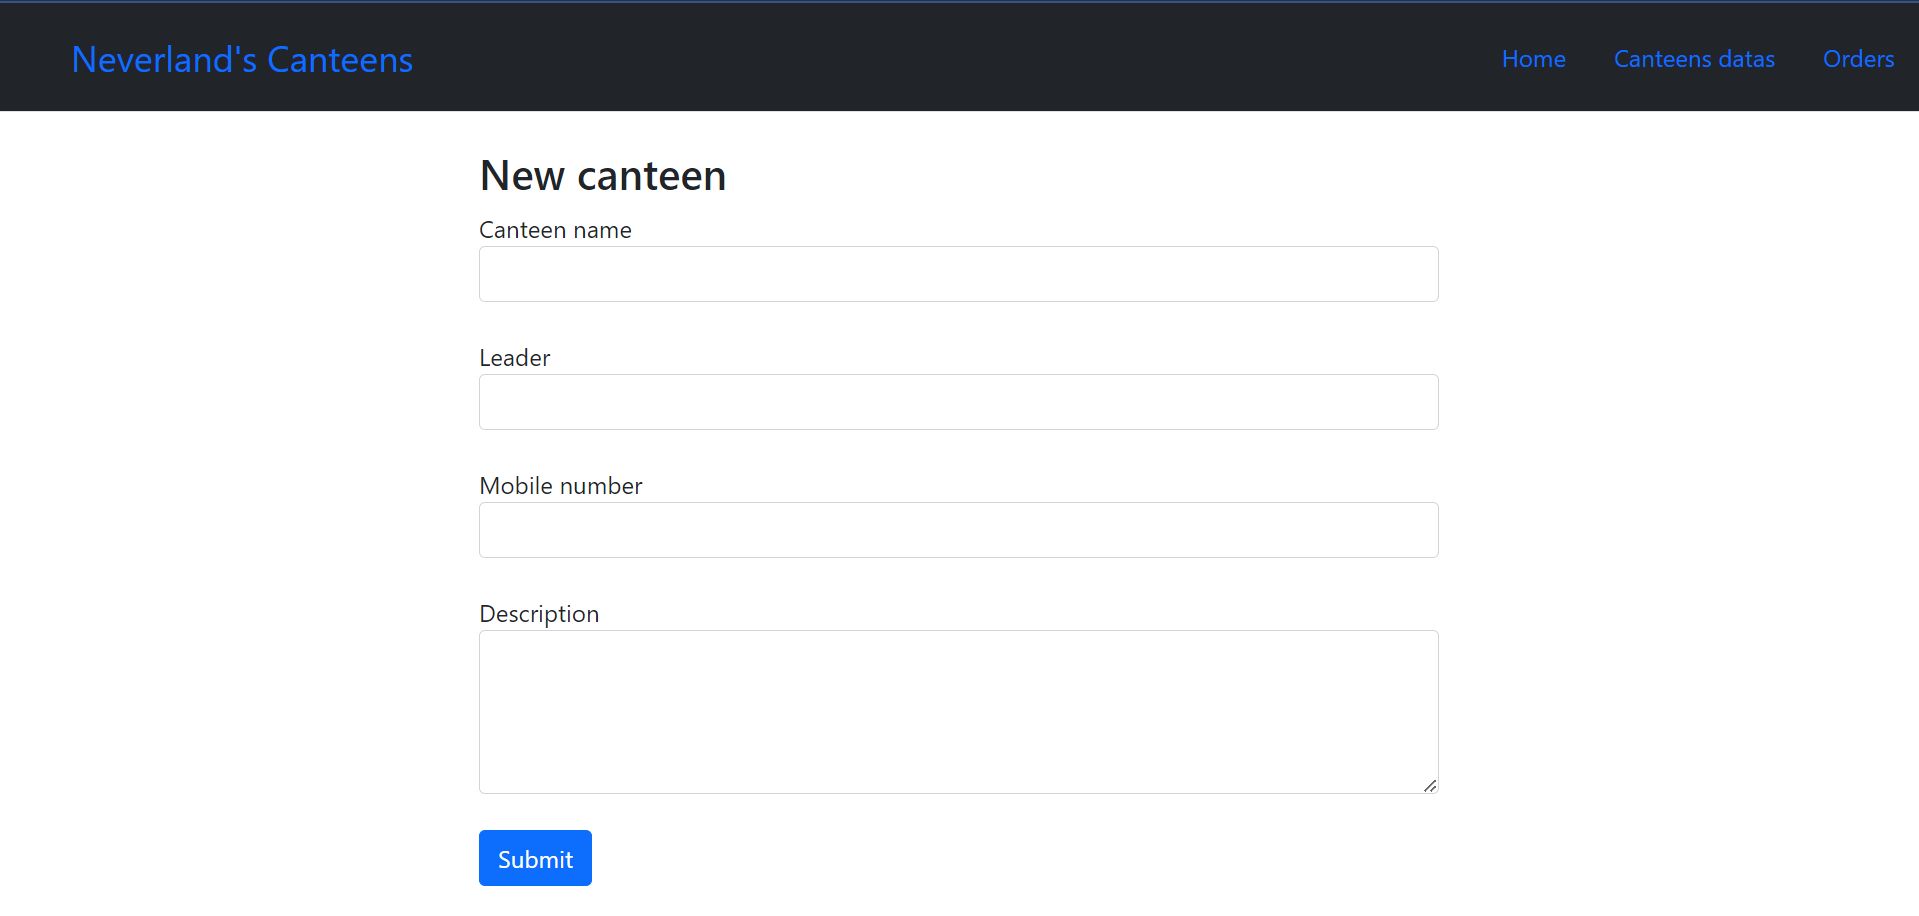 Neverland's Canteens
Home
Canteens datas
Orders
New canteen
Canteen name
Leader
Mobile number
Description
Submit